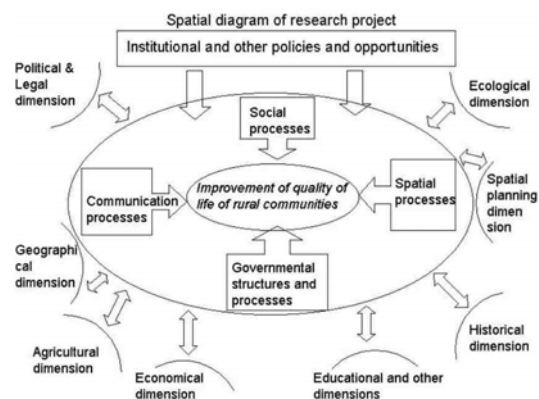 Spatial diagram of research project
Institutional and other policies and opportunities
Political &
Legal
dimension
Ecological
dimension
Social
processes
Communication
processes
Improvement of quality of
life of rural communities
Spatial
processes
Spatial
planning
dimen
sion
Geographi
cal
dimension
Governmental
structures and
processes
Agricultural
dimension
Economical
dimension
Educational and other
dimensions
Historical
dimension